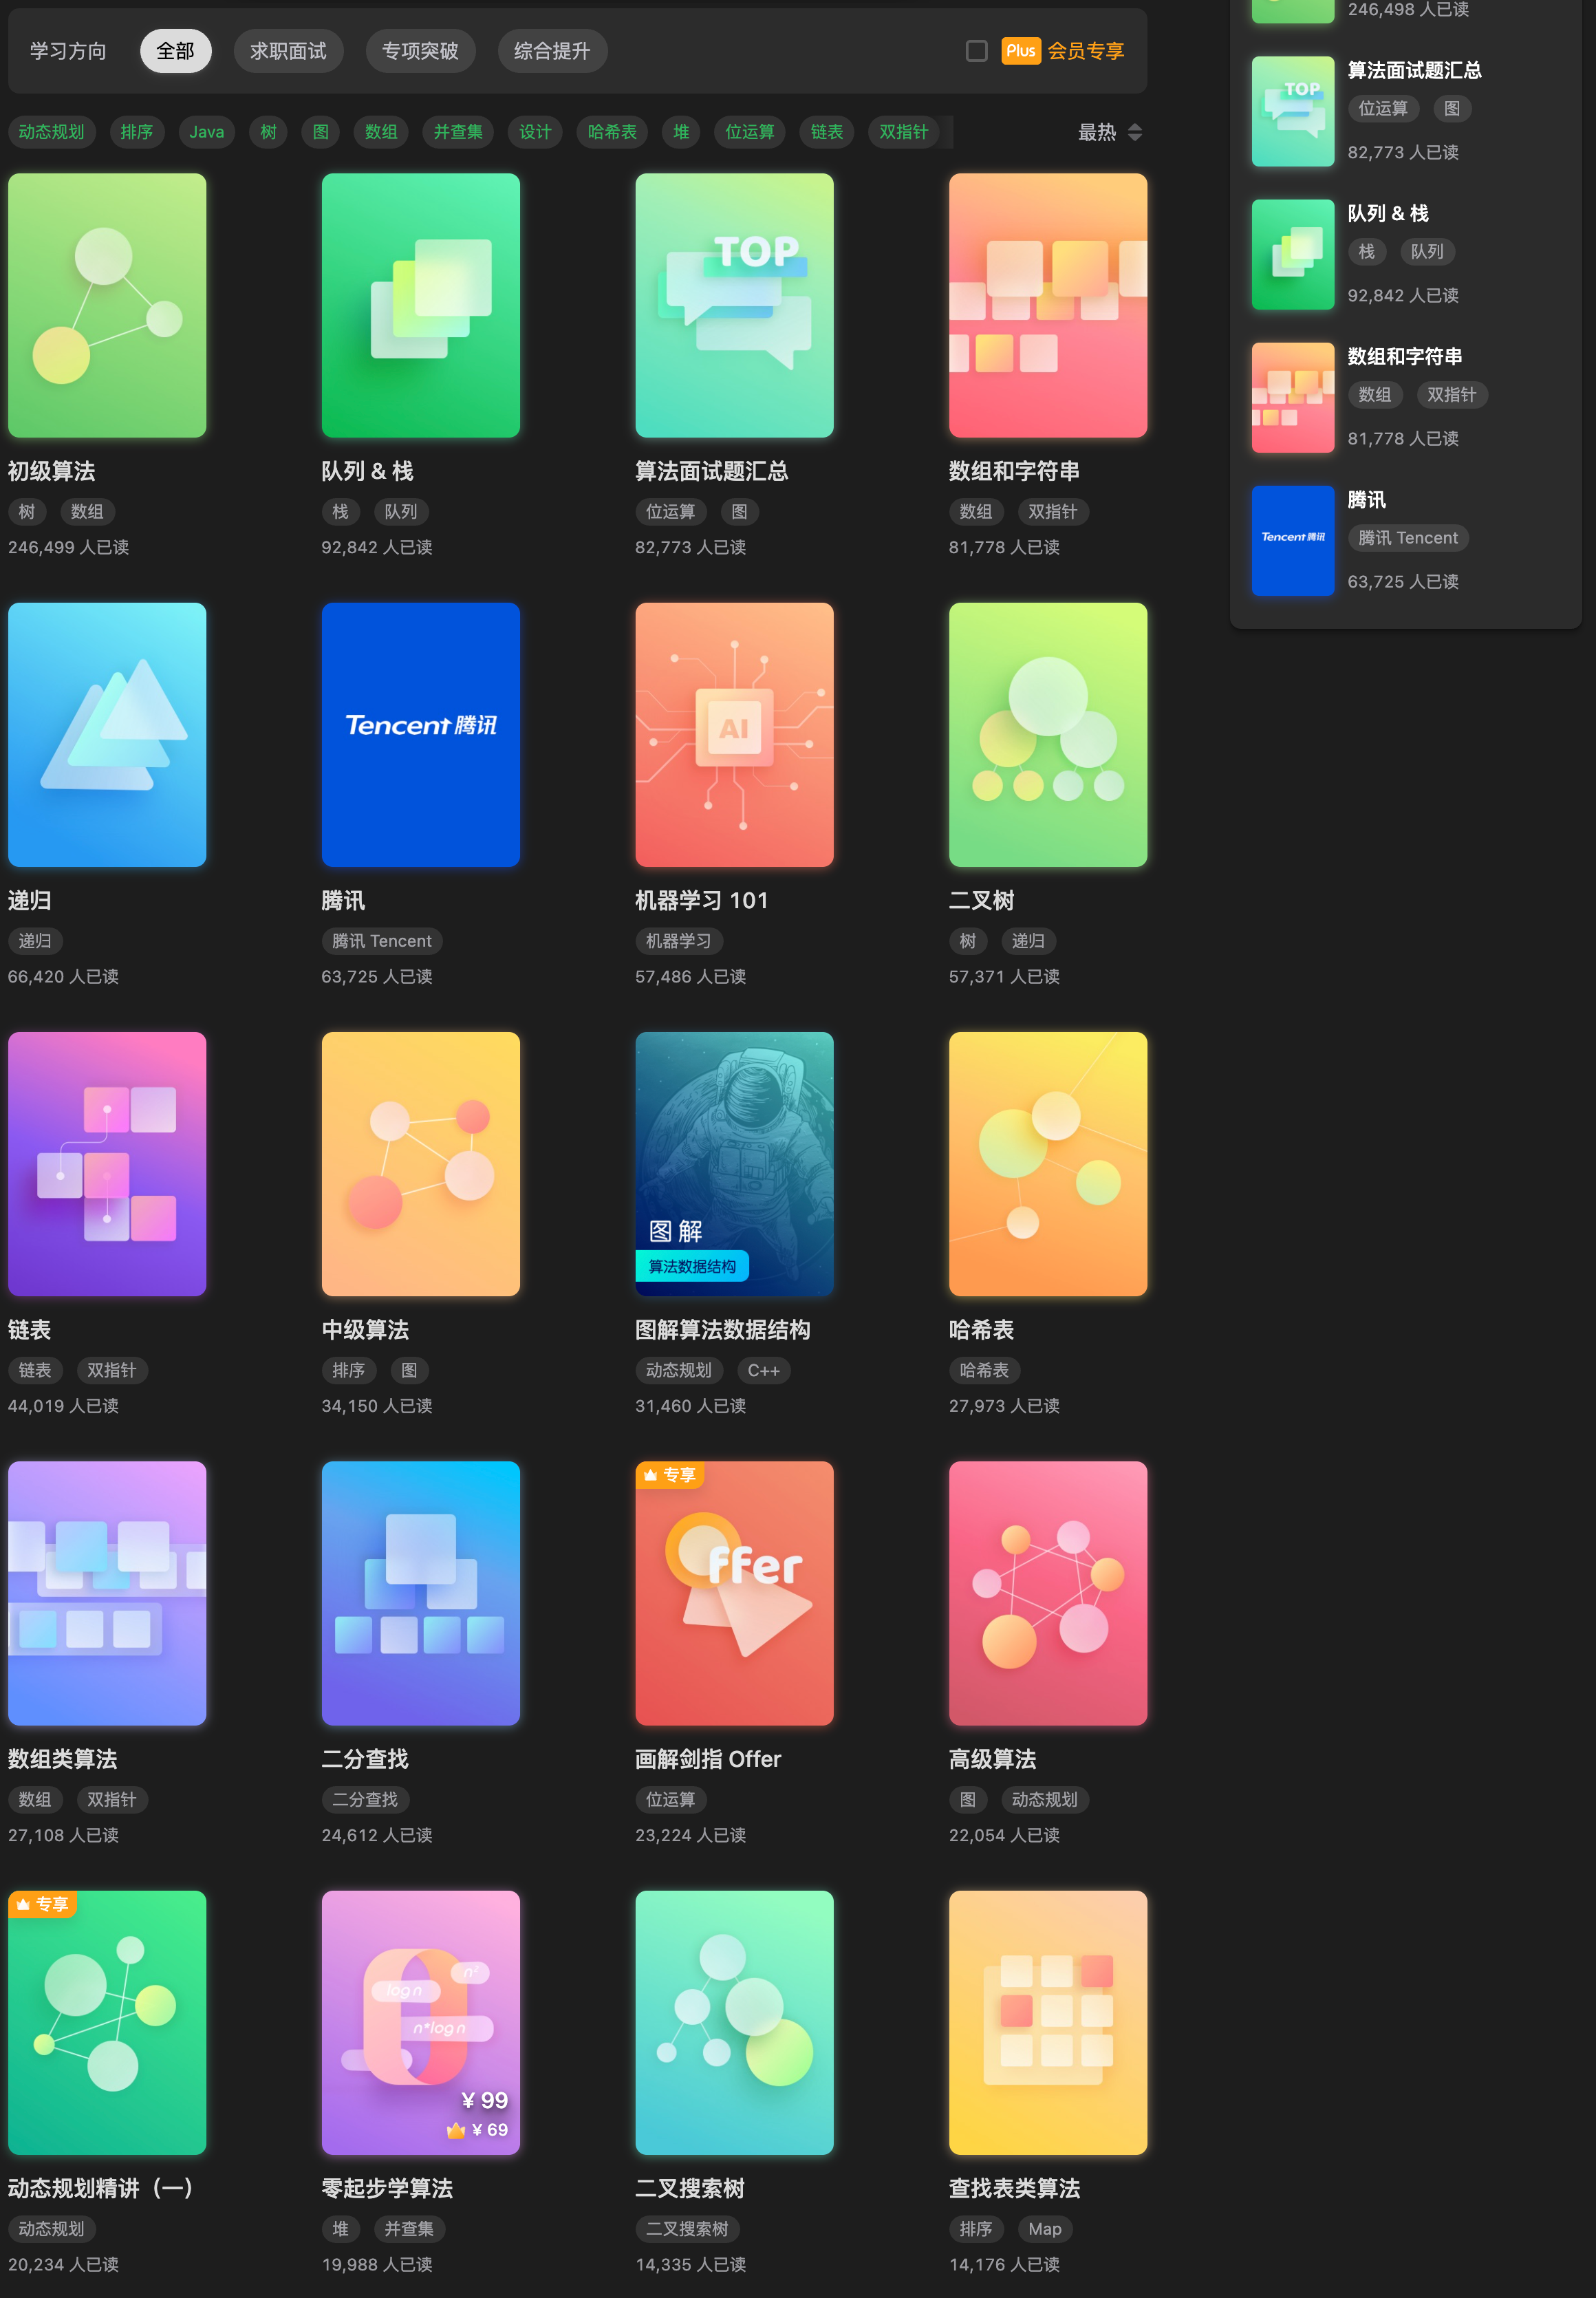 学习方向
全部
求职面试
专项突破
综合提升
Plus 会员专享
动态规划
排序
Java
树
图
数组
并查集
设计
哈希表
堆
位运算
链表
双指针
最热
TOP
初级算法
树 数组
246,499 人已读
队列 & 栈
栈 队列
92,842 人已读
算法面试题汇总
位运算 图
82,773 人已读
数组和字符串
数组 双指针
81,778 人已读
Tencent 腾讯
AI
递归
递归
66,420 人已读
腾讯
腾讯 Tencent
63,725 人已读
机器学习 101
机器学习
57,486 人已读
二叉树
树 递归
57,371 人已读
图解
算法数据结构
链表
链表 双指针
44,019 人已读
中级算法
排序 图
34,150 人已读
图解算法数据结构
动态规划 C++
31,460 人已读
哈希表
哈希表
27,973 人已读
专享
ffer
数组类算法
数组 双指针
27,108 人已读
二分查找
二分查找
24,612 人已读
画解剑指 Offer
位运算
23,224 人已读
高级算法
图 动态规划
22,054 人已读
专享
n²
log n
n*log n
¥ 99
¥ 69
动态规划精讲（一）
动态规划
20,234 人已读
零起步学算法
堆 并查集
19,988 人已读
二叉搜索树
二叉搜索树
14,335 人已读
查找表类算法
排序 Map
14,176 人已读
246,498 人已读
TOP
算法面试题汇总
位运算 图
82,773 人已读
队列 & 栈
栈 队列
92,842 人已读
数组和字符串
数组 双指针
81,778 人已读
Tencent 腾讯
腾讯
腾讯 Tencent
63,725 人已读